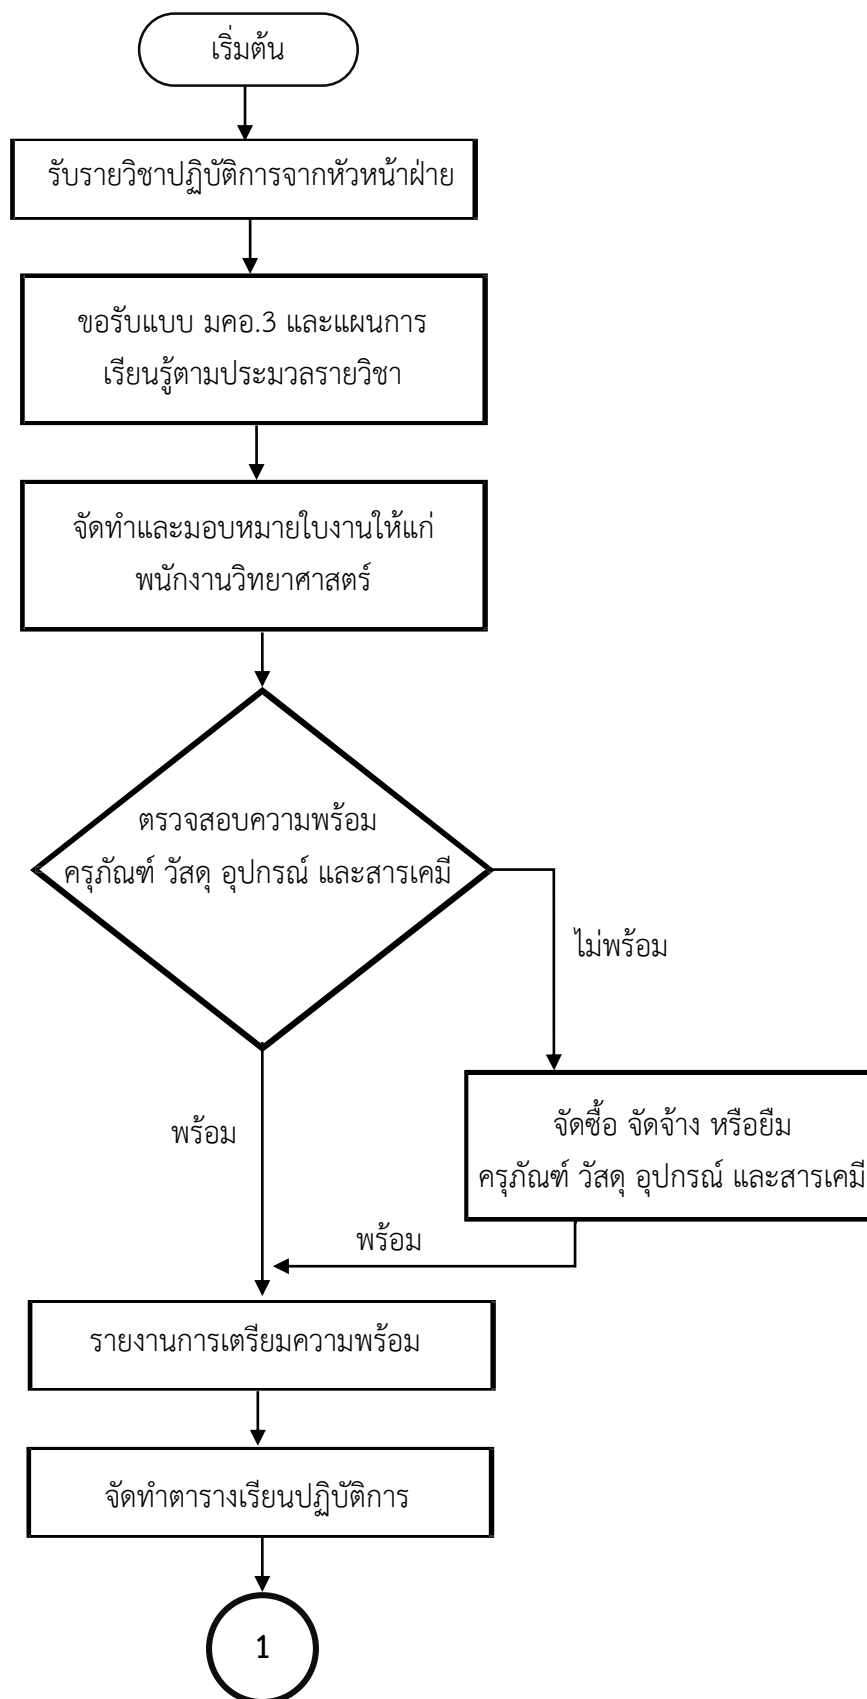 เริ่มต้น
รับรายวิชาปฏิบัติการจากหัวหน้าฝ่าย
ขอรับแบบ มคอ.3 และแผนการ
เรียนรู้ตามประมวลรายวิชา
จัดทำและมอบหมายใบงานให้แก่
พนักงานวิทยาศาสตร์
ตรวจสอบความพร้อม
ครุภัณฑ์ วัสดุ อุปกรณ์ และสารเคมี
ไม่พร้อม
จัดซื้อ จัดจ้าง หรือยืม
ครุภัณฑ์ วัสดุ อุปกรณ์ และสารเคมี
พร้อม
พร้อม
รายงานการเตรียมความพร้อม
จัดทำตารางเรียนปฏิบัติการ
1